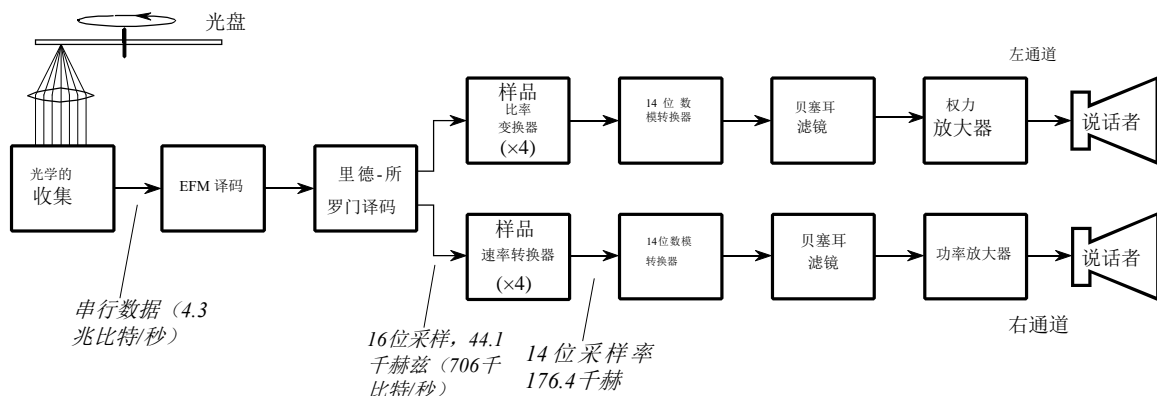 光盘
左通道
样品
比率
变换器
(×4)
14 位 数
模转换器
贝塞耳
滤镜
权力
放大器
说话者
光学的
收集
EFM 译码
里德-所
罗门译码
样品
速率转换器
(×4)
14位数模
转换器
贝塞耳
滤镜
功率放大器
说话者
右通道
串行数据（4.3
兆比特/秒）
16位采样，44.1
千赫兹（706千
比特/秒）
14 位采样率
176.4千赫